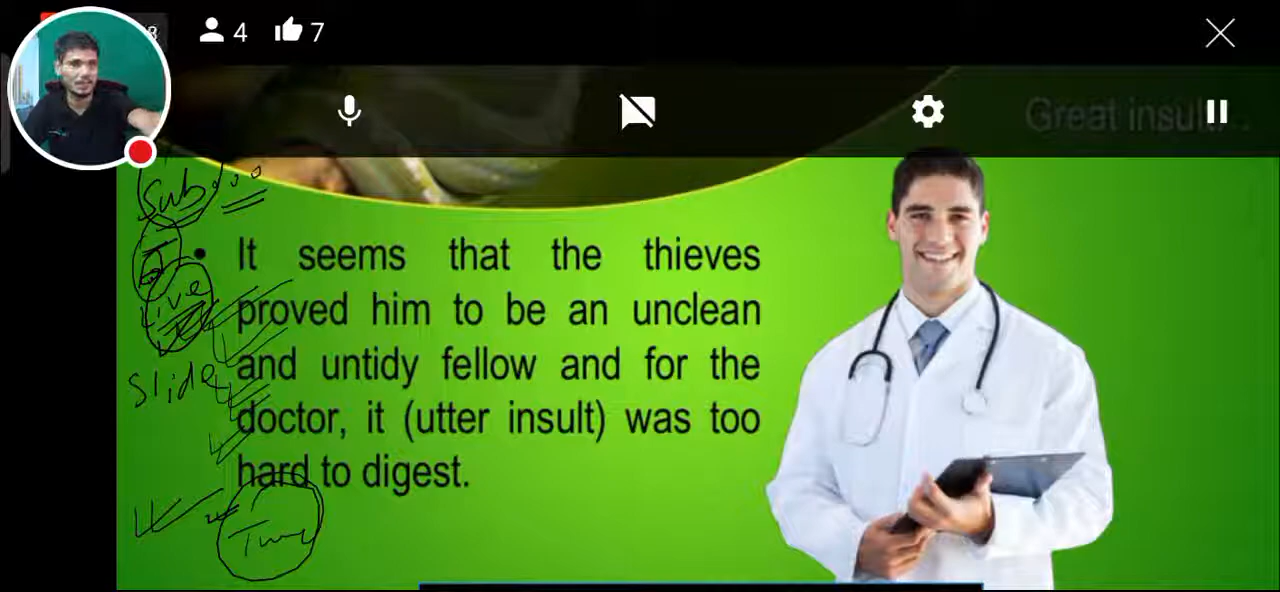 4 7
Great insult...
It seems that the thieves
proved him to be an unclean
and untidy fellow and for the
doctor, it (utter insult) was too
hard to digest.
Live
Slide
Time